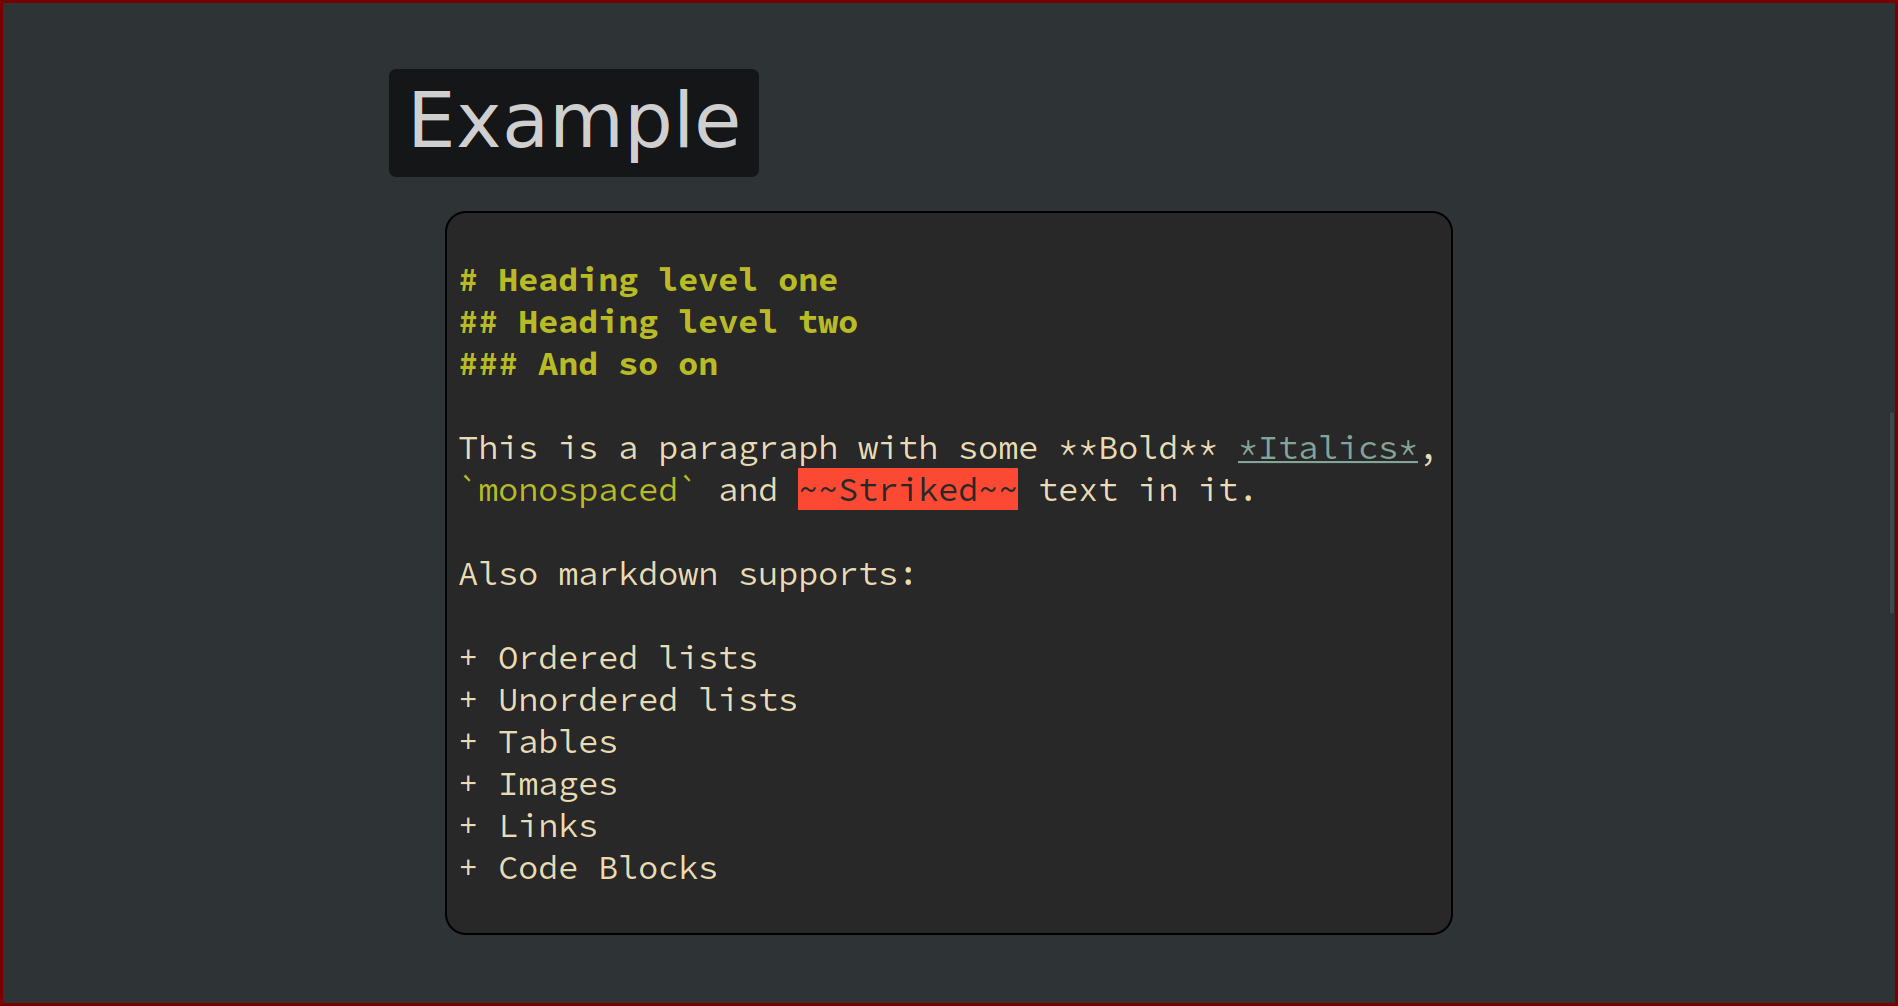 Example
# Heading level one
## Heading level two
### And so on
This is a paragraph with some **Bold** *Italics*,
`monospaced` and ~~Striked~~ text in it.
Also markdown supports:
+ Ordered lists
+ Unordered lists
+ Tables
+ Images
+ Links
+ Code Blocks